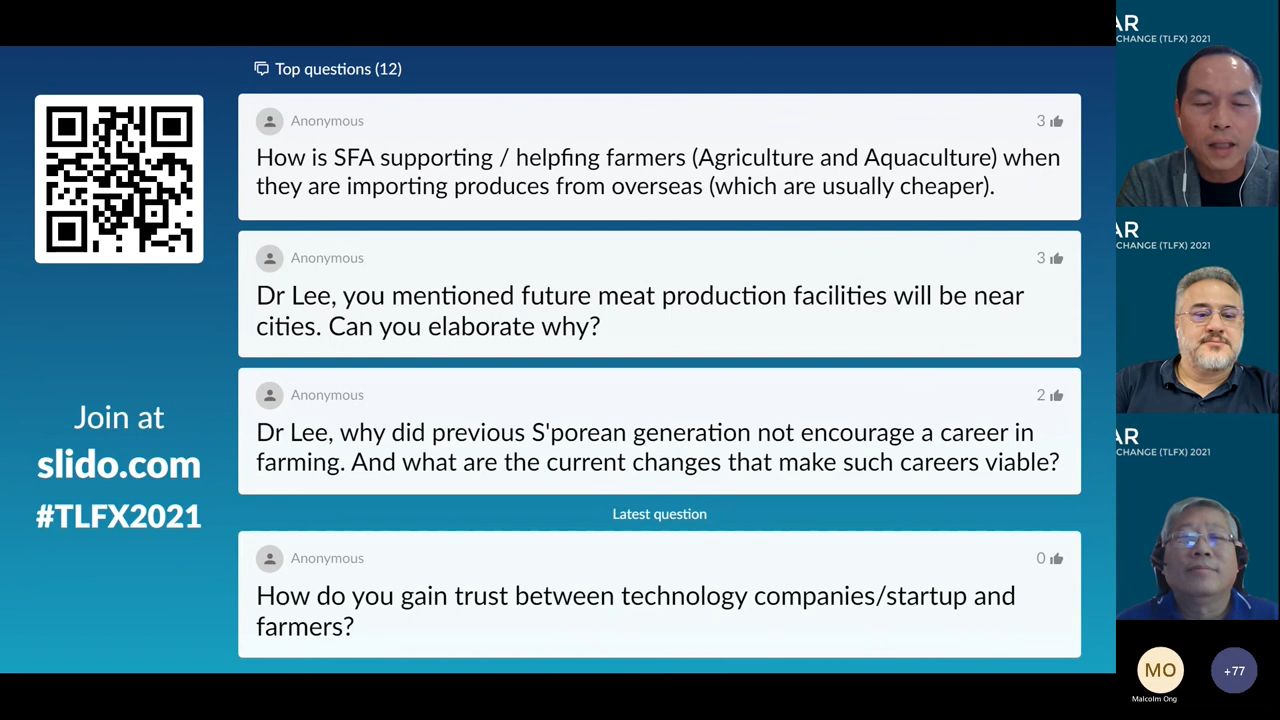 Top questions (12)
Anonymous
3
How is SFA supporting / helpfing farmers (Agriculture and Aquaculture) when
they are importing produces from overseas (which are usually cheaper).
Anonymous
3
Dr Lee, you mentioned future meat production facilities will be near
cities. Can you elaborate why?
Anonymous
2
Dr Lee, why did previous S'porean generation not encourage a career in
farming. And what are the current changes that make such careers viable?
Latest question
Anonymous
0
How do you gain trust between technology companies/startup and
farmers?
Join at
slido.com
#TLFX2021
AR
CHANGE (TLFX) 2021
AR
CHANGE (TLFX) 2021
AR
CHANGE (TLFX) 2021
MO
Malcolm Ong
+77